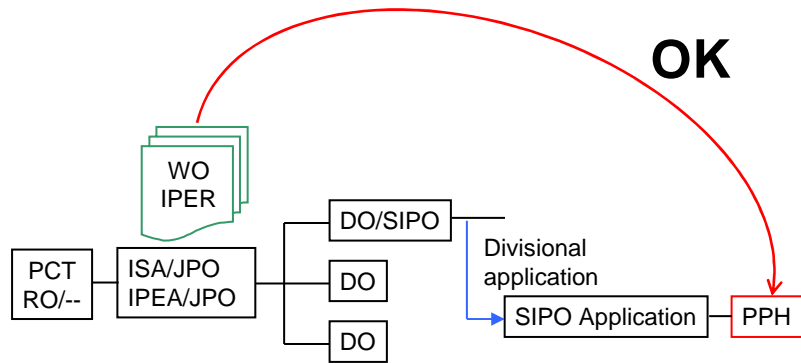 OK
WO
IPER
DO/SIPO
PCT
RO/--
ISA/JPO
IPEA/JPO
DO
DO
Divisional
application
SIPO Application
PPH